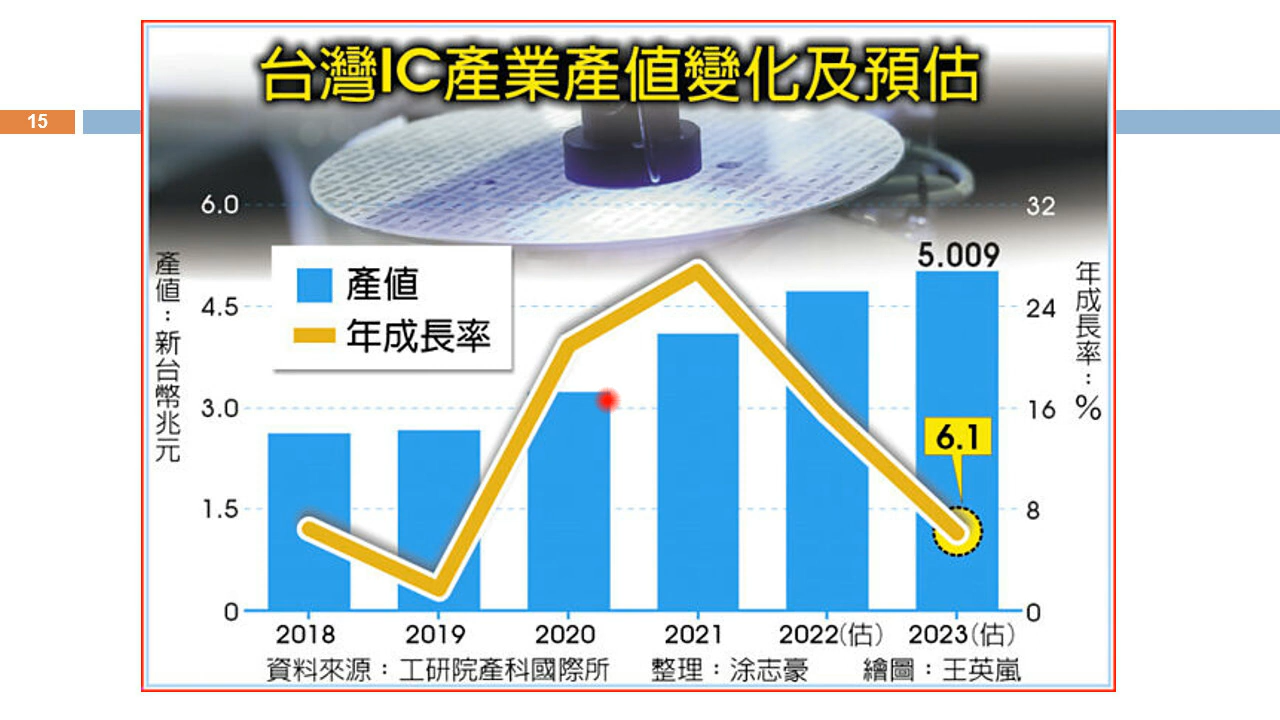 台灣IC產業產值變化及預估
15
6.0
32
5.009
產值：新台幣兆元
年成長率：%
產值
年成長率
4.5
24
3.0
16
6.1
1.5
8
0
0
2018 2019 2020 2021 2022(估) 2023(估)
資料來源：工研院產科國際所 整理：涂志豪 繪圖：王英嵐